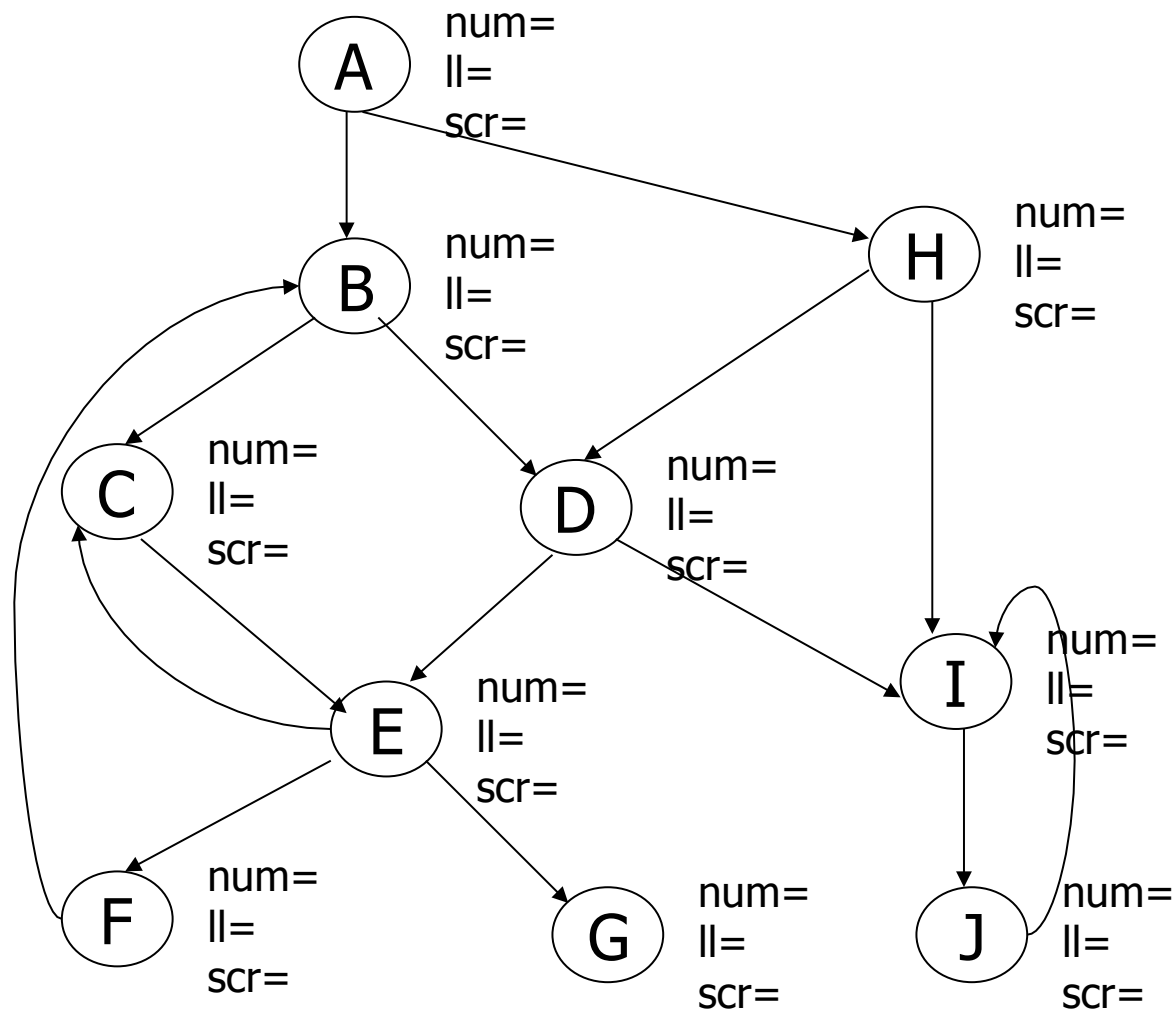 num=
A
ll=
scr=
num=
H
ll=
scr=
num=
B
ll=
scr=
num=
C
ll=
scr=
num=
D
ll=
scr=
num=
I
ll=
scr=
num=
E
ll=
scr=
num=
F
ll=
scr=
num=
G
ll=
scr=
num=
J
ll=
scr=